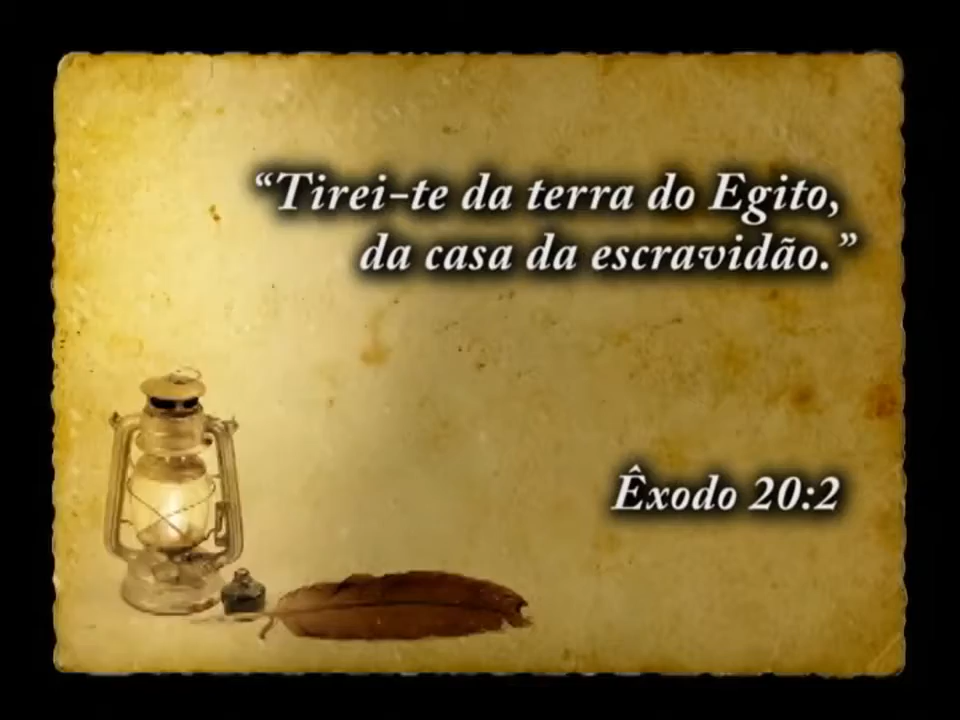 “Tirei-te da terra do Egito,
da casa da escravidão.”
Êxodo 20:2